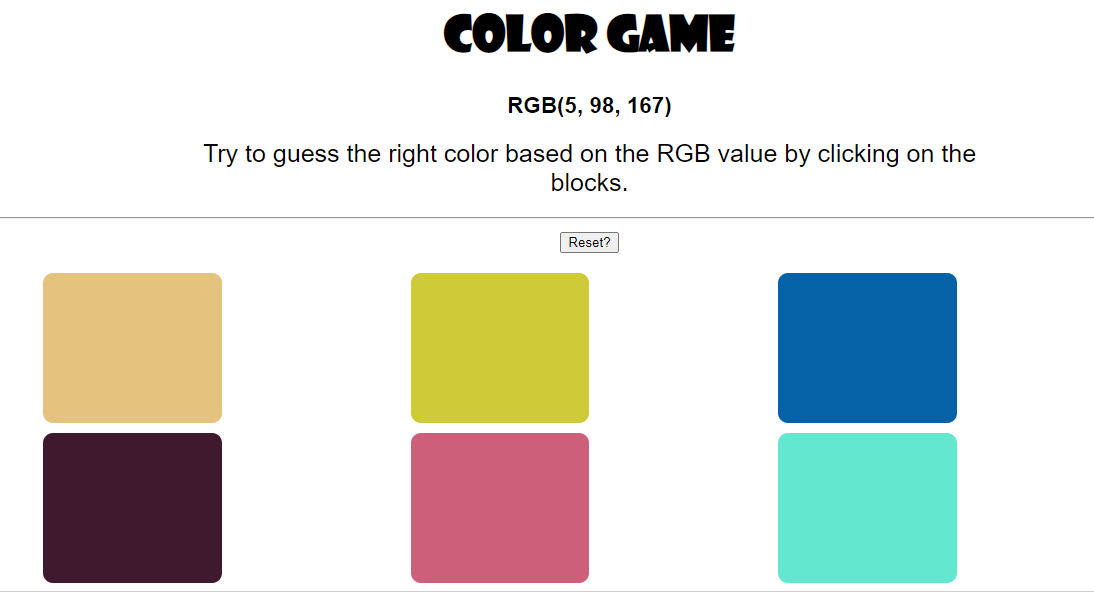 COLOR GAME
RGB(5, 98, 167)
Try to guess the right color based on the RGB value by clicking on the
blocks.
Reset?